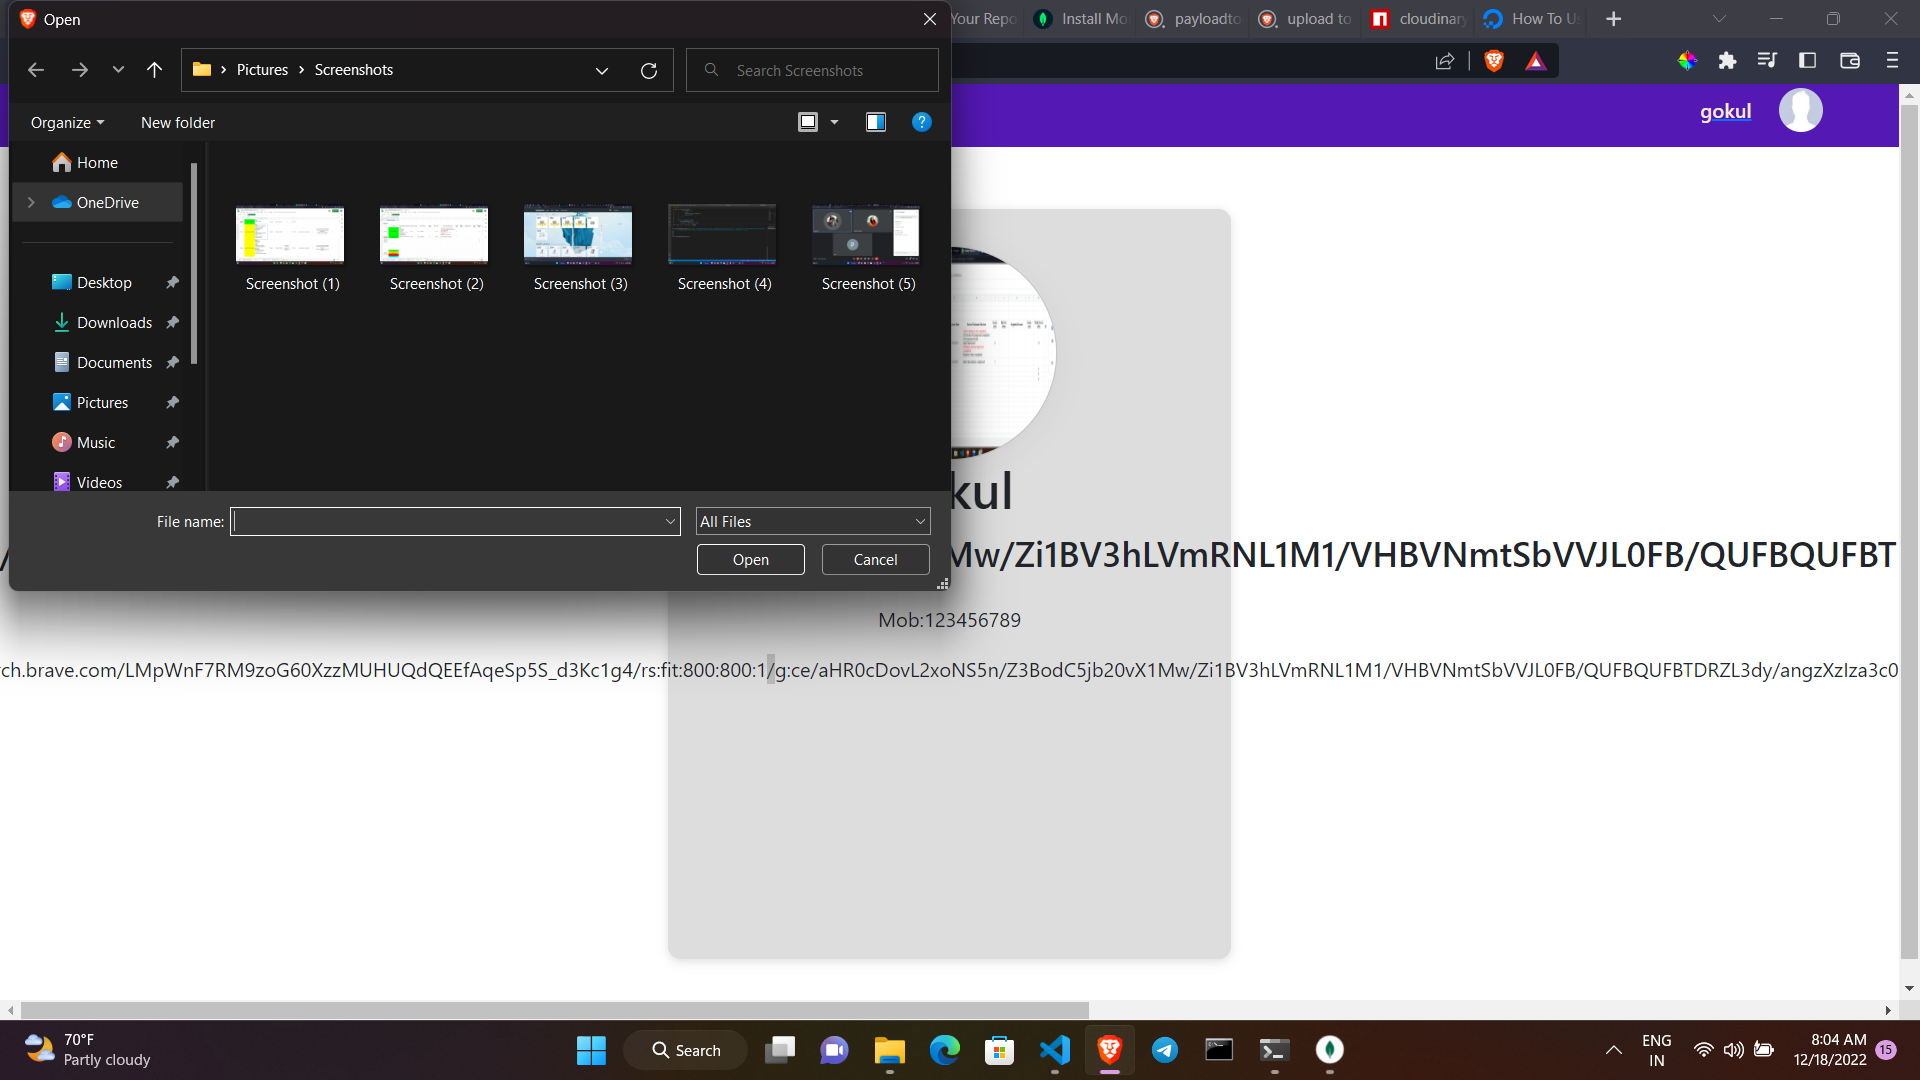 Open
Your Repo
Install Mo
payloadto
upload to
cloudinary
How To U
Pictures
Screenshots
Search Screenshots
Organize
New folder
?
gokul
Home
OneDrive
Desktop
Downloads
Documents
Pictures
Music
Videos
Screenshot (1)
Screenshot (2)
Screenshot (3)
Screenshot (4)
Screenshot (5)
File name:
All Files
Open
Cancel
kul
Mw/Zi1BV3hLVmRNL1M1/VHBVNmtSbVVJL0FB/QUFBQUFBT
Mob:123456789
rch.brave.com/LMpWnF7RM9zoG60XzzMUHUQdQEEfAqeSp5S_d3Kc1g4/rs:fit:800:800:1/g:ce/aHR0cDovL2xoNS5n/Z3BodC5jb20vX1Mw/Zi1BV3hLVmRNL1M1/VHBVNmtSbVVJL0FB/QUFBQUFBTDRZL3dy/angzXzIza3c0
70°F
Partly cloudy
Search
ENG
IN
8:04 AM
12/18/2022
15